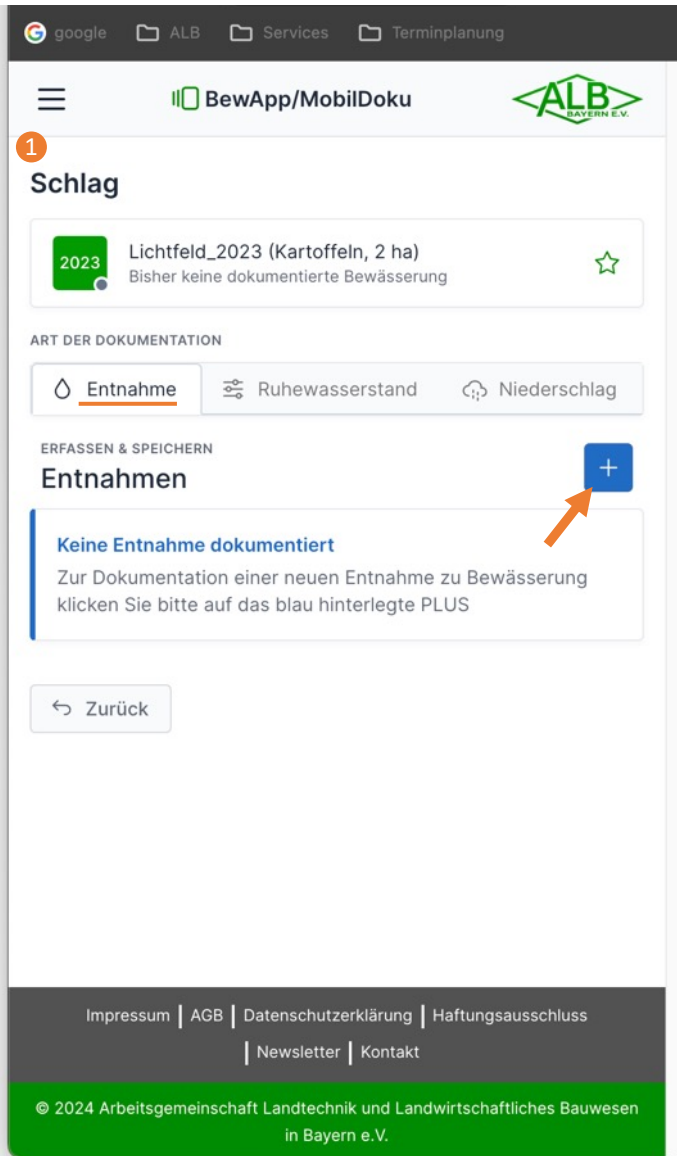 google ALB Services Terminplanung
BewApp/MobilDoku
ALB
BAYERN E.V.
1
Schlag
2023
Lichtfeld_2023 (Kartoffeln, 2 ha)
Bisher keine dokumentierte Bewässerung
ART DER DOKUMENTATION
Entnahme Ruhewasserstand Niederschlag
ERFASSEN & SPEICHERN
Entnahmen
+
Keine Entnahme dokumentiert
Zur Dokumentation einer neuen Entnahme zu Bewässerung
klicken Sie bitte auf das blau hinterlegte PLUS
Zurück
Impressum | AGB | Datenschutzerklärung | Haftungsausschluss
| Newsletter | Kontakt
© 2024 Arbeitsgemeinschaft Landtechnik und Landwirtschaftliches Bauwesen
in Bayern e.V.